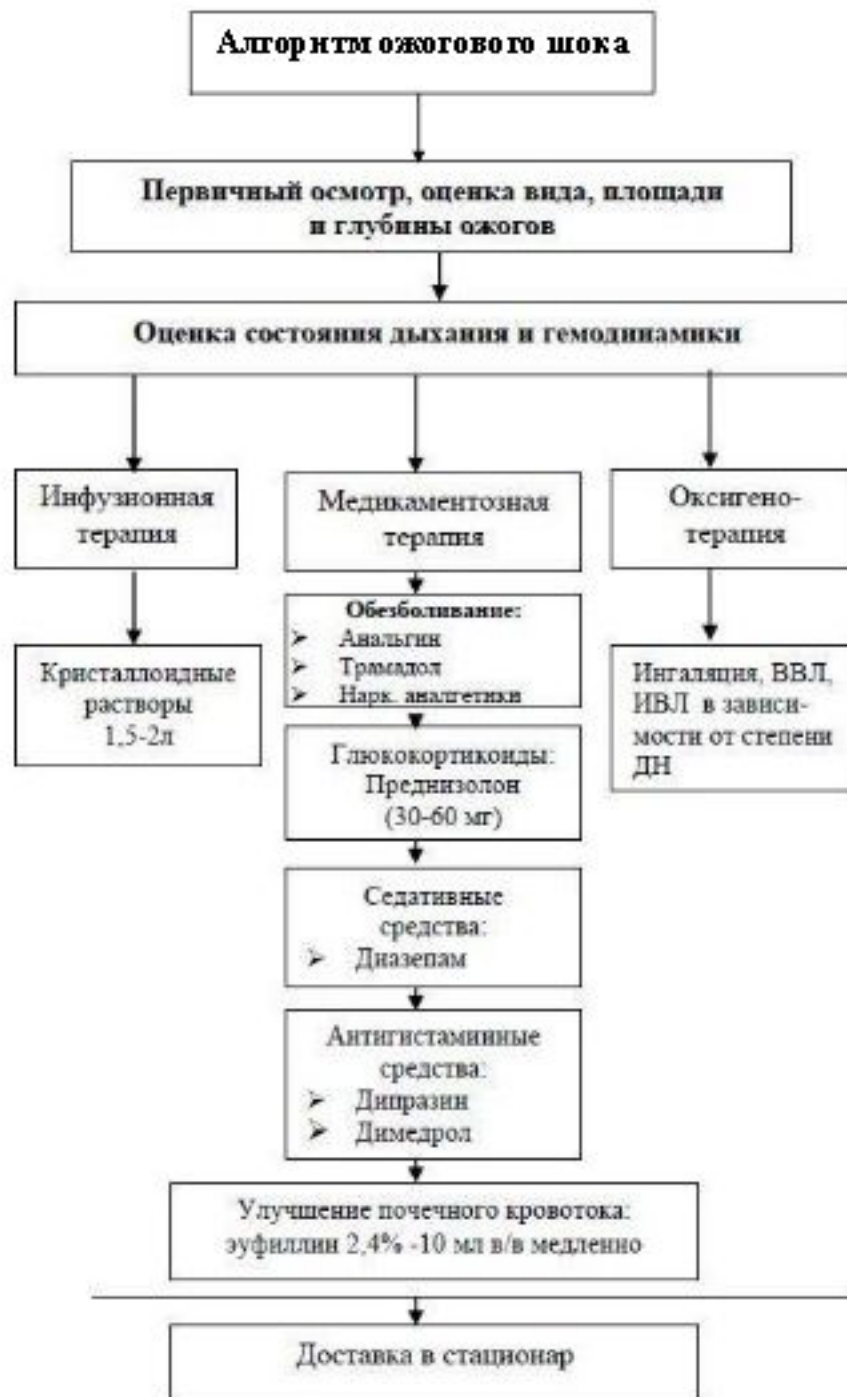 Алгоритм ожогового шока
Первичный осмотр, оценка вида, площади
и глубины ожогов
Оценка состояния дыхания и гемодинамики
Инфузионная
терапия
Кристаллоидные
растворы
1,5-2л
Медикаментозная
терапия
Обезболивание:
➢ Анальгин
➢ Трамадол
➢ Нарк. аналгетики
Глюкокортикоиды:
Преднизолон
(30-60 мг)
Седативные
средства:
➢ Диазепам
Антигистаминные
средства:
➢ Дипразин
➢ Димедрол
Оксигено-
терапия
Ингаляция, ВВЛ,
ИВЛ в зависи-
мости от степени
ДН
Улучшение почечного кровотока:
эуфиллин 2,4% -10 мл в/в медленно
Доставка в стационар